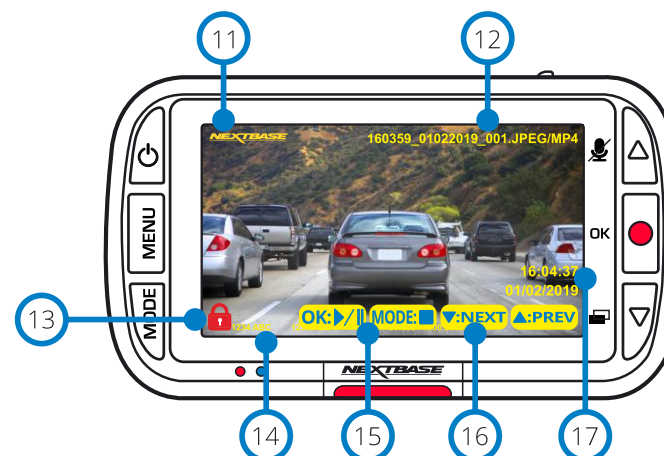 11
12
NEXTBASE
160359_01022019_001.JPEG/MP4
MENU
OK
16:04:37
01/02/2019
13
MODE
OK:▶/|| MODE:■ ▼:NEXT ▲:PREV
NEXTBASE
14
15
16
17